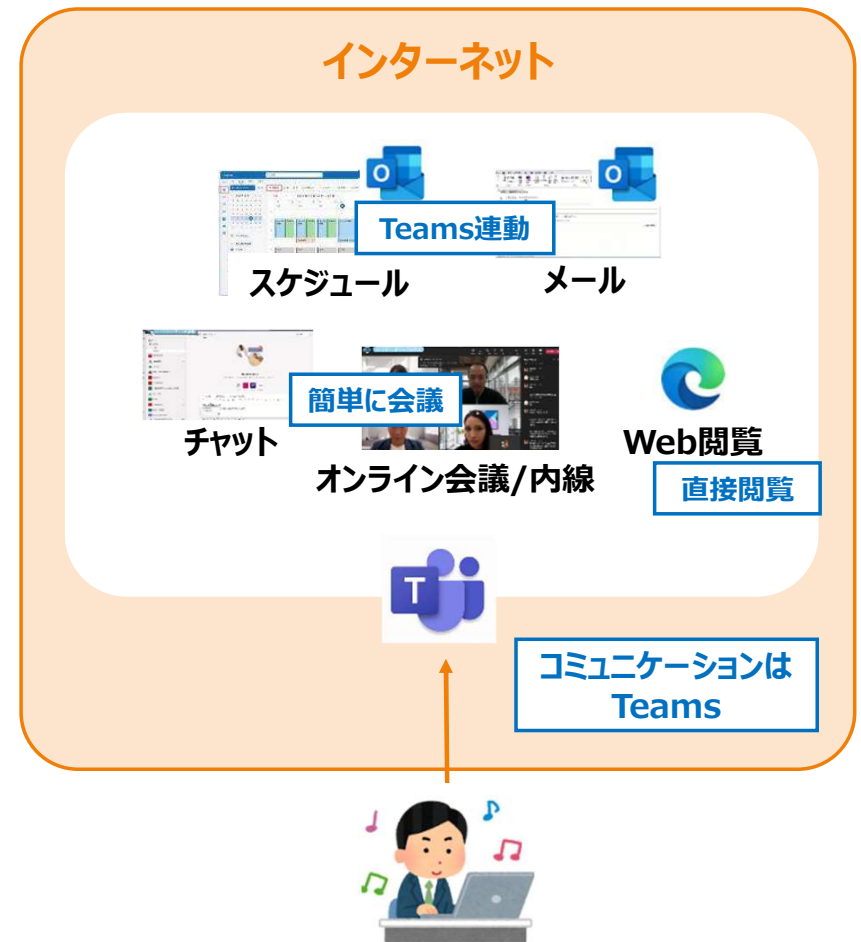 インターネット
Teams連動
スケジュール
メール
簡単に会議
チャット
オンライン会議/内線
Web閲覧
直接閲覧
T
コミュニケーションは
Teams